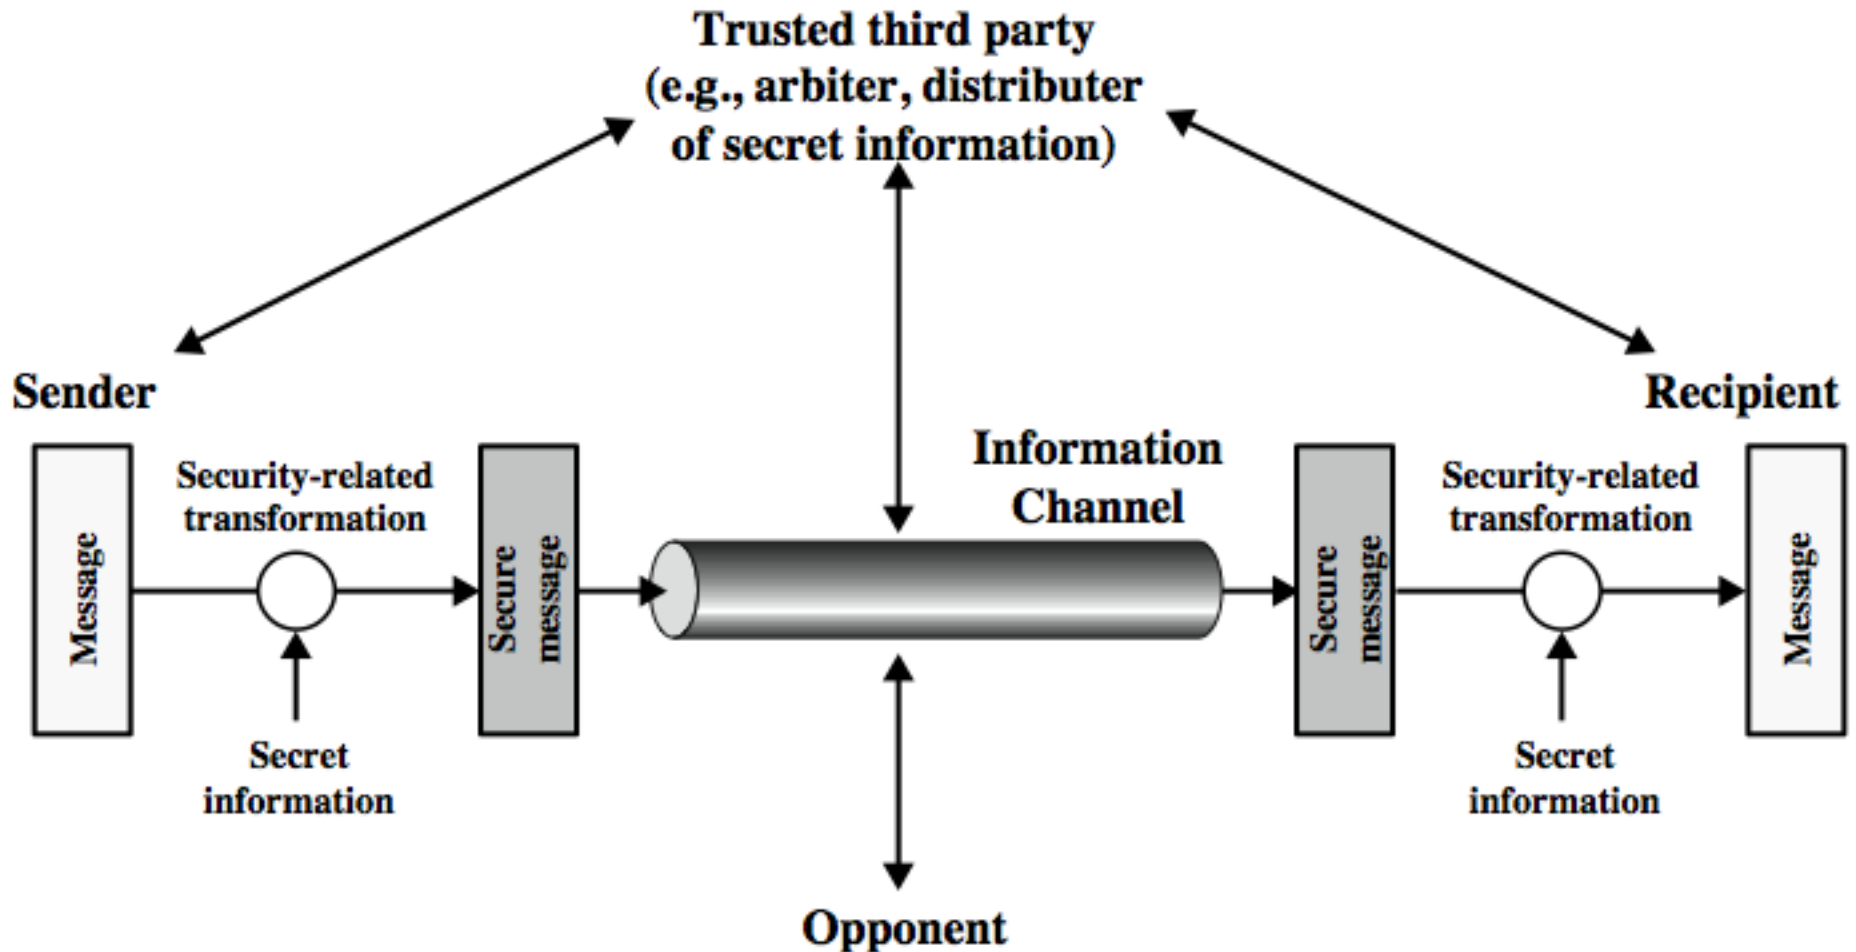 Trusted third party
(e.g., arbiter, distributer
of secret information)
Sender
Recipient
Information
Channel
Security-related
transformation
Security-related
transformation
Message
Secure
message
Secure
message
Message
Secret
information
Secret
information
Opponent